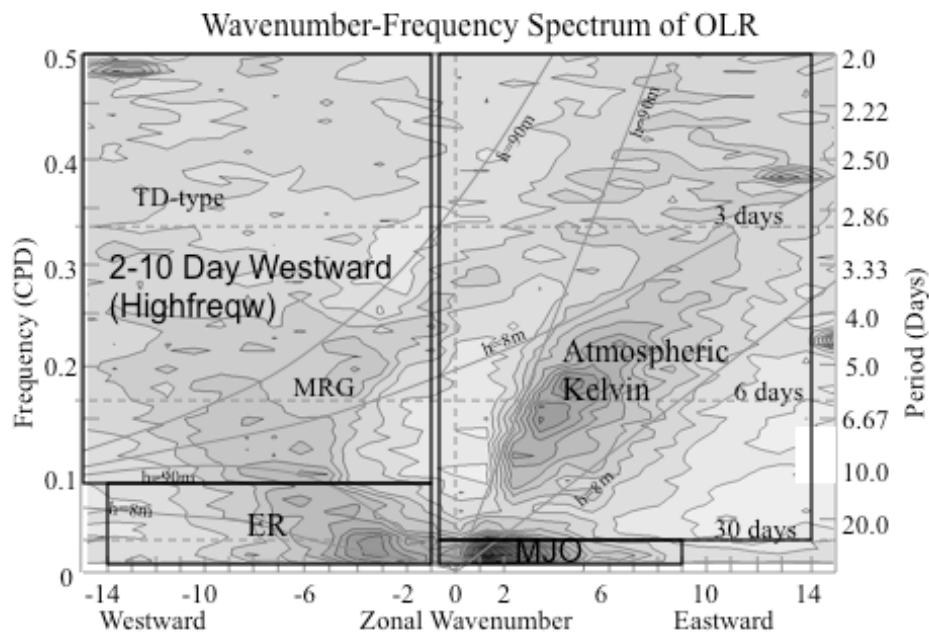 Wavenumber-Frequency Spectrum of OLR
0.5
2.0
h=90m
h=90m
2.22
0.4
2.50
TD-type
3 days
2.86
2-10 Day Westward
(Highfreqw)
0.3
3.33
Frequency (CPD)
Period (Days)
4.0
h=8m
Atmospheric
Kelvin
0.2
5.0
MRG
6 days
6.67
0.1
10.0
h=90m
h=8m
h=8m
ER
30 days
20.0
MJO
0
-14 -10 -6 -2 0 2 6 10 14
Westward Zonal Wavenumber Eastward